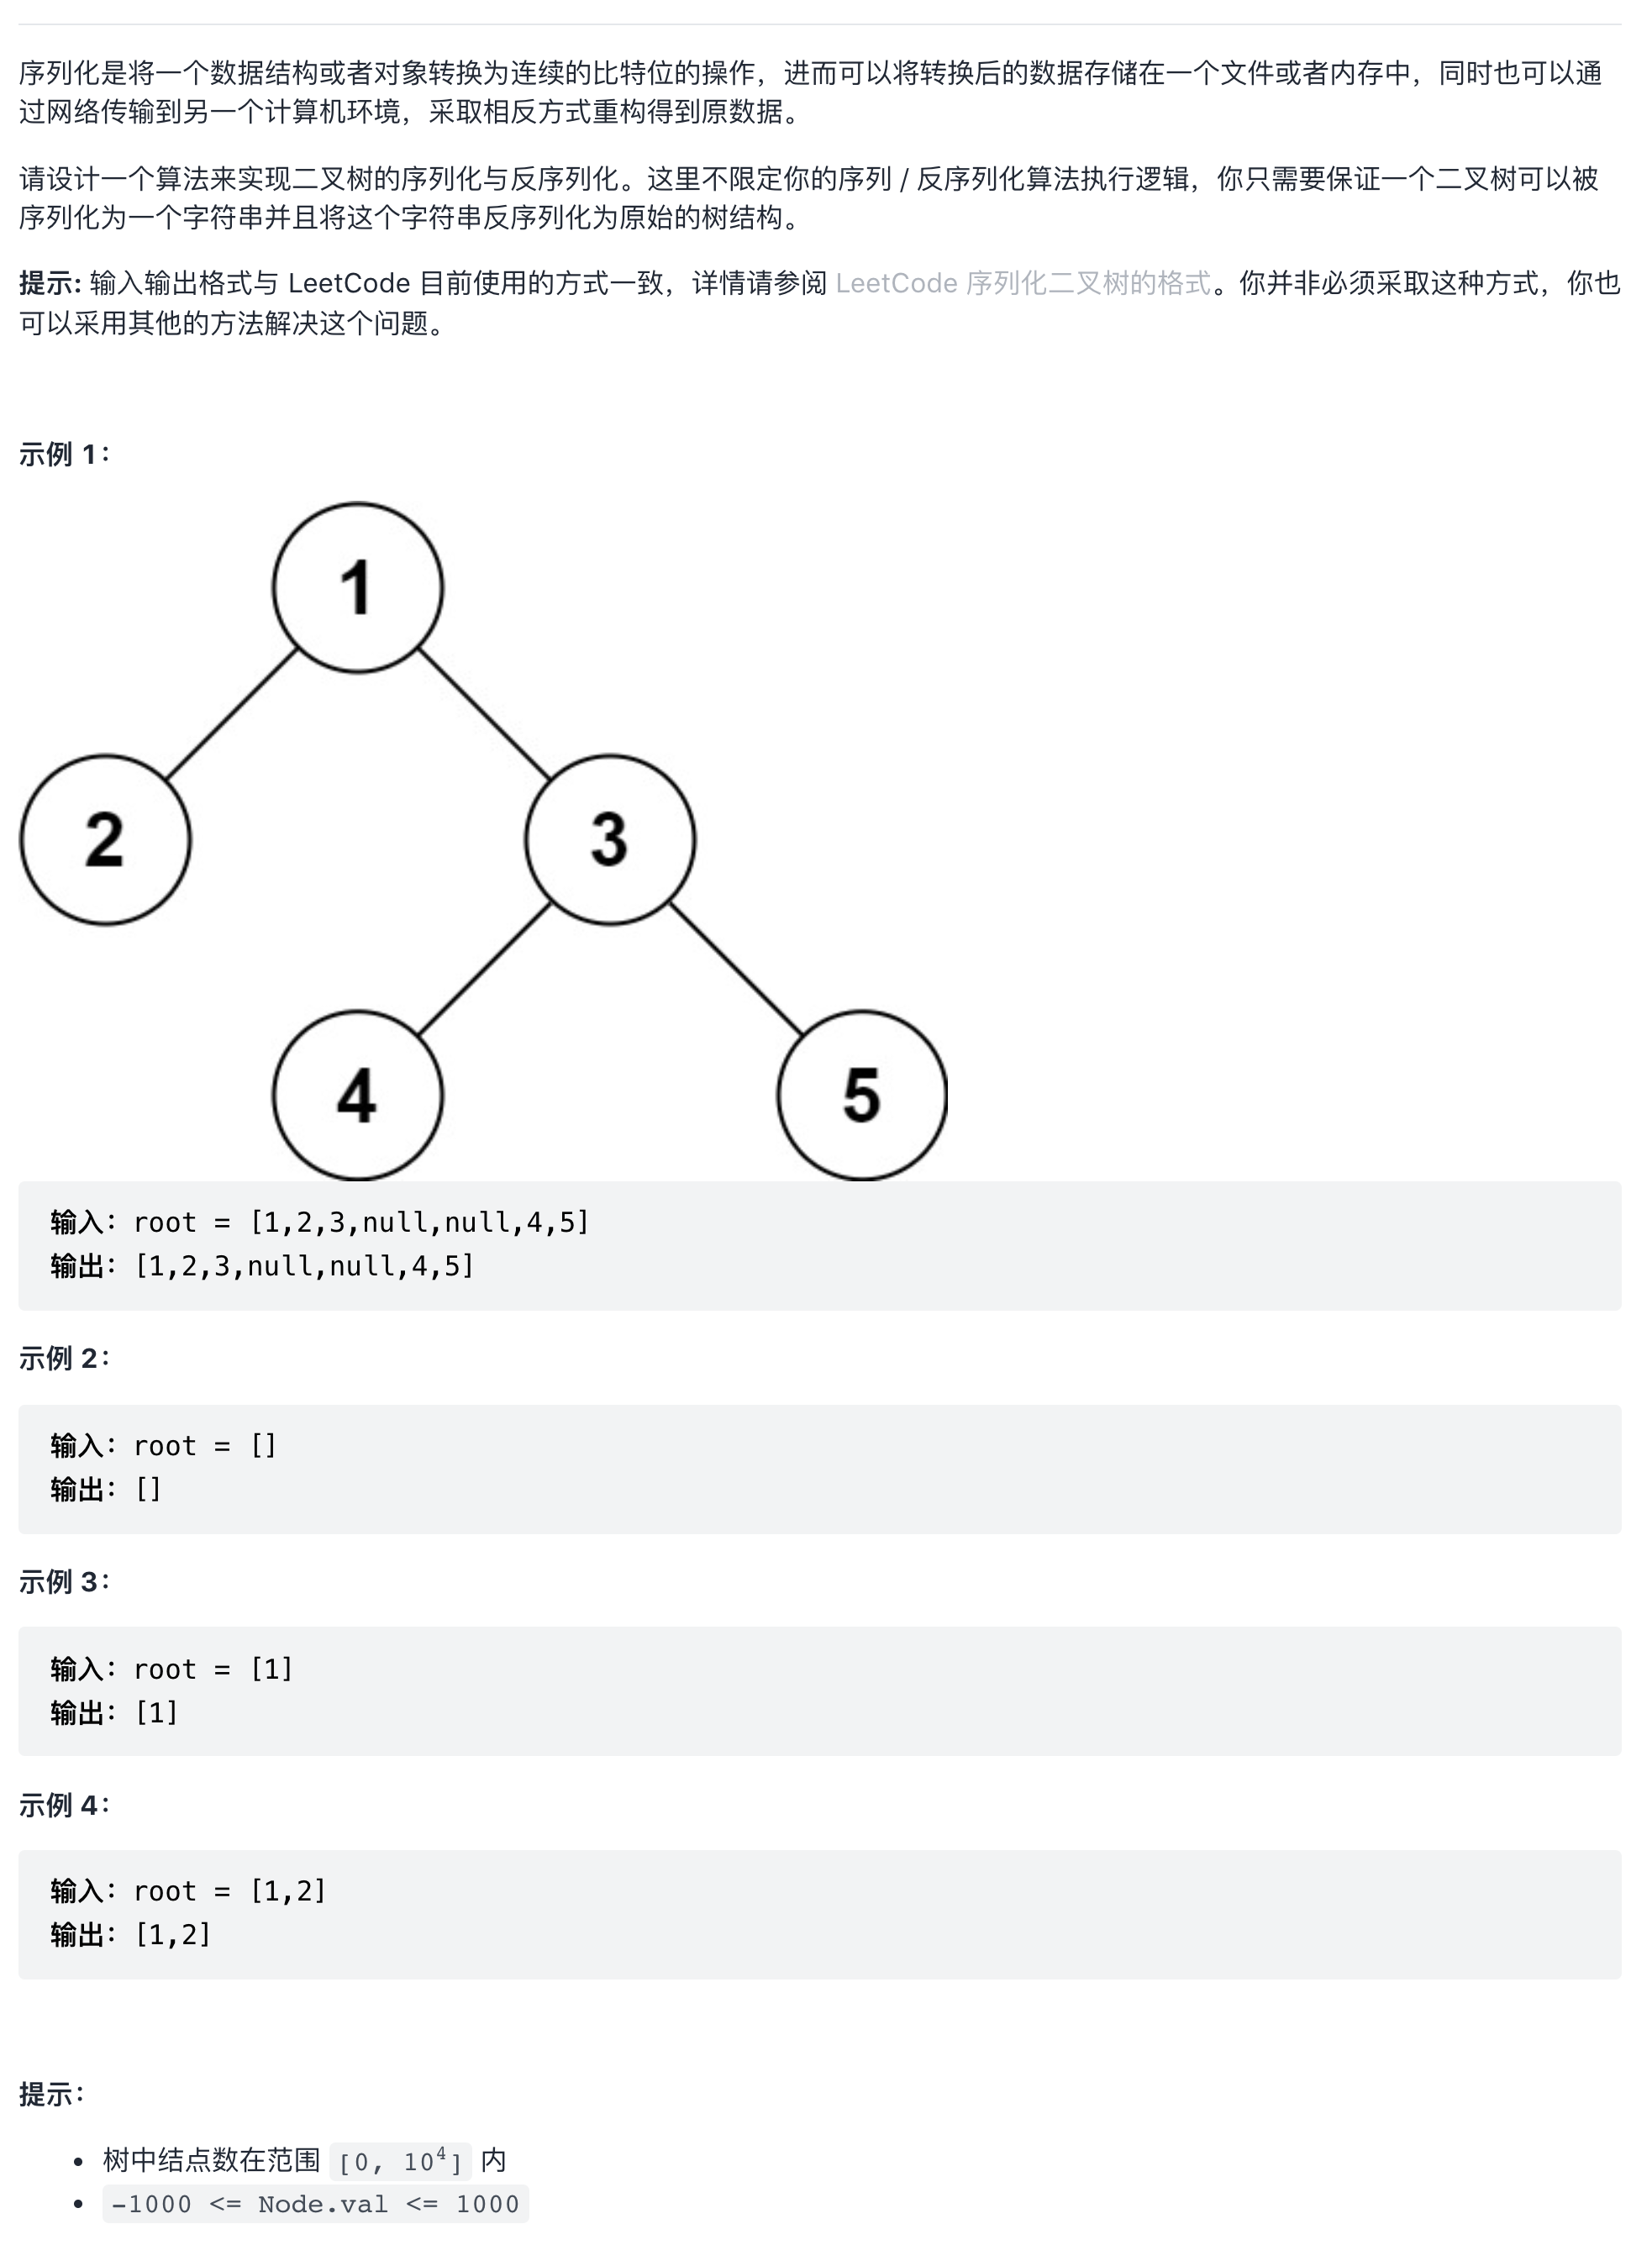 序列化是将一个数据结构或者对象转换为连续的比特位的操作，进而可以将转换后的数据存储在一个文件或者内存中，同时也可以通
过网络传输到另一个计算机环境，采取相反方式重构得到原数据。
请设计一个算法来实现二叉树的序列化与反序列化。这里不限定你的序列 / 反序列化算法执行逻辑，你只需要保证一个二叉树可以被
序列化为一个字符串并且将这个字符串反序列化为原始的树结构。
提示: 输入输出格式与 LeetCode 目前使用的方式一致，详情请参阅 LeetCode 序列化二叉树的格式。你并非必须采取这种方式，你也
可以采用其他的方法解决这个问题。
示例 1：
1
2
3
4
5
输入：root = [1,2,3,null,null,4,5]
输出：[1,2,3,null,null,4,5]
示例 2：
输入：root = []
输出：[]
示例 3：
输入：root = [1]
输出：[1]
示例 4：
输入：root = [1,2]
输出：[1,2]
提示：
• 树中结点数在范围 [0, 10⁴] 内
• -1000 <= Node.val <= 1000